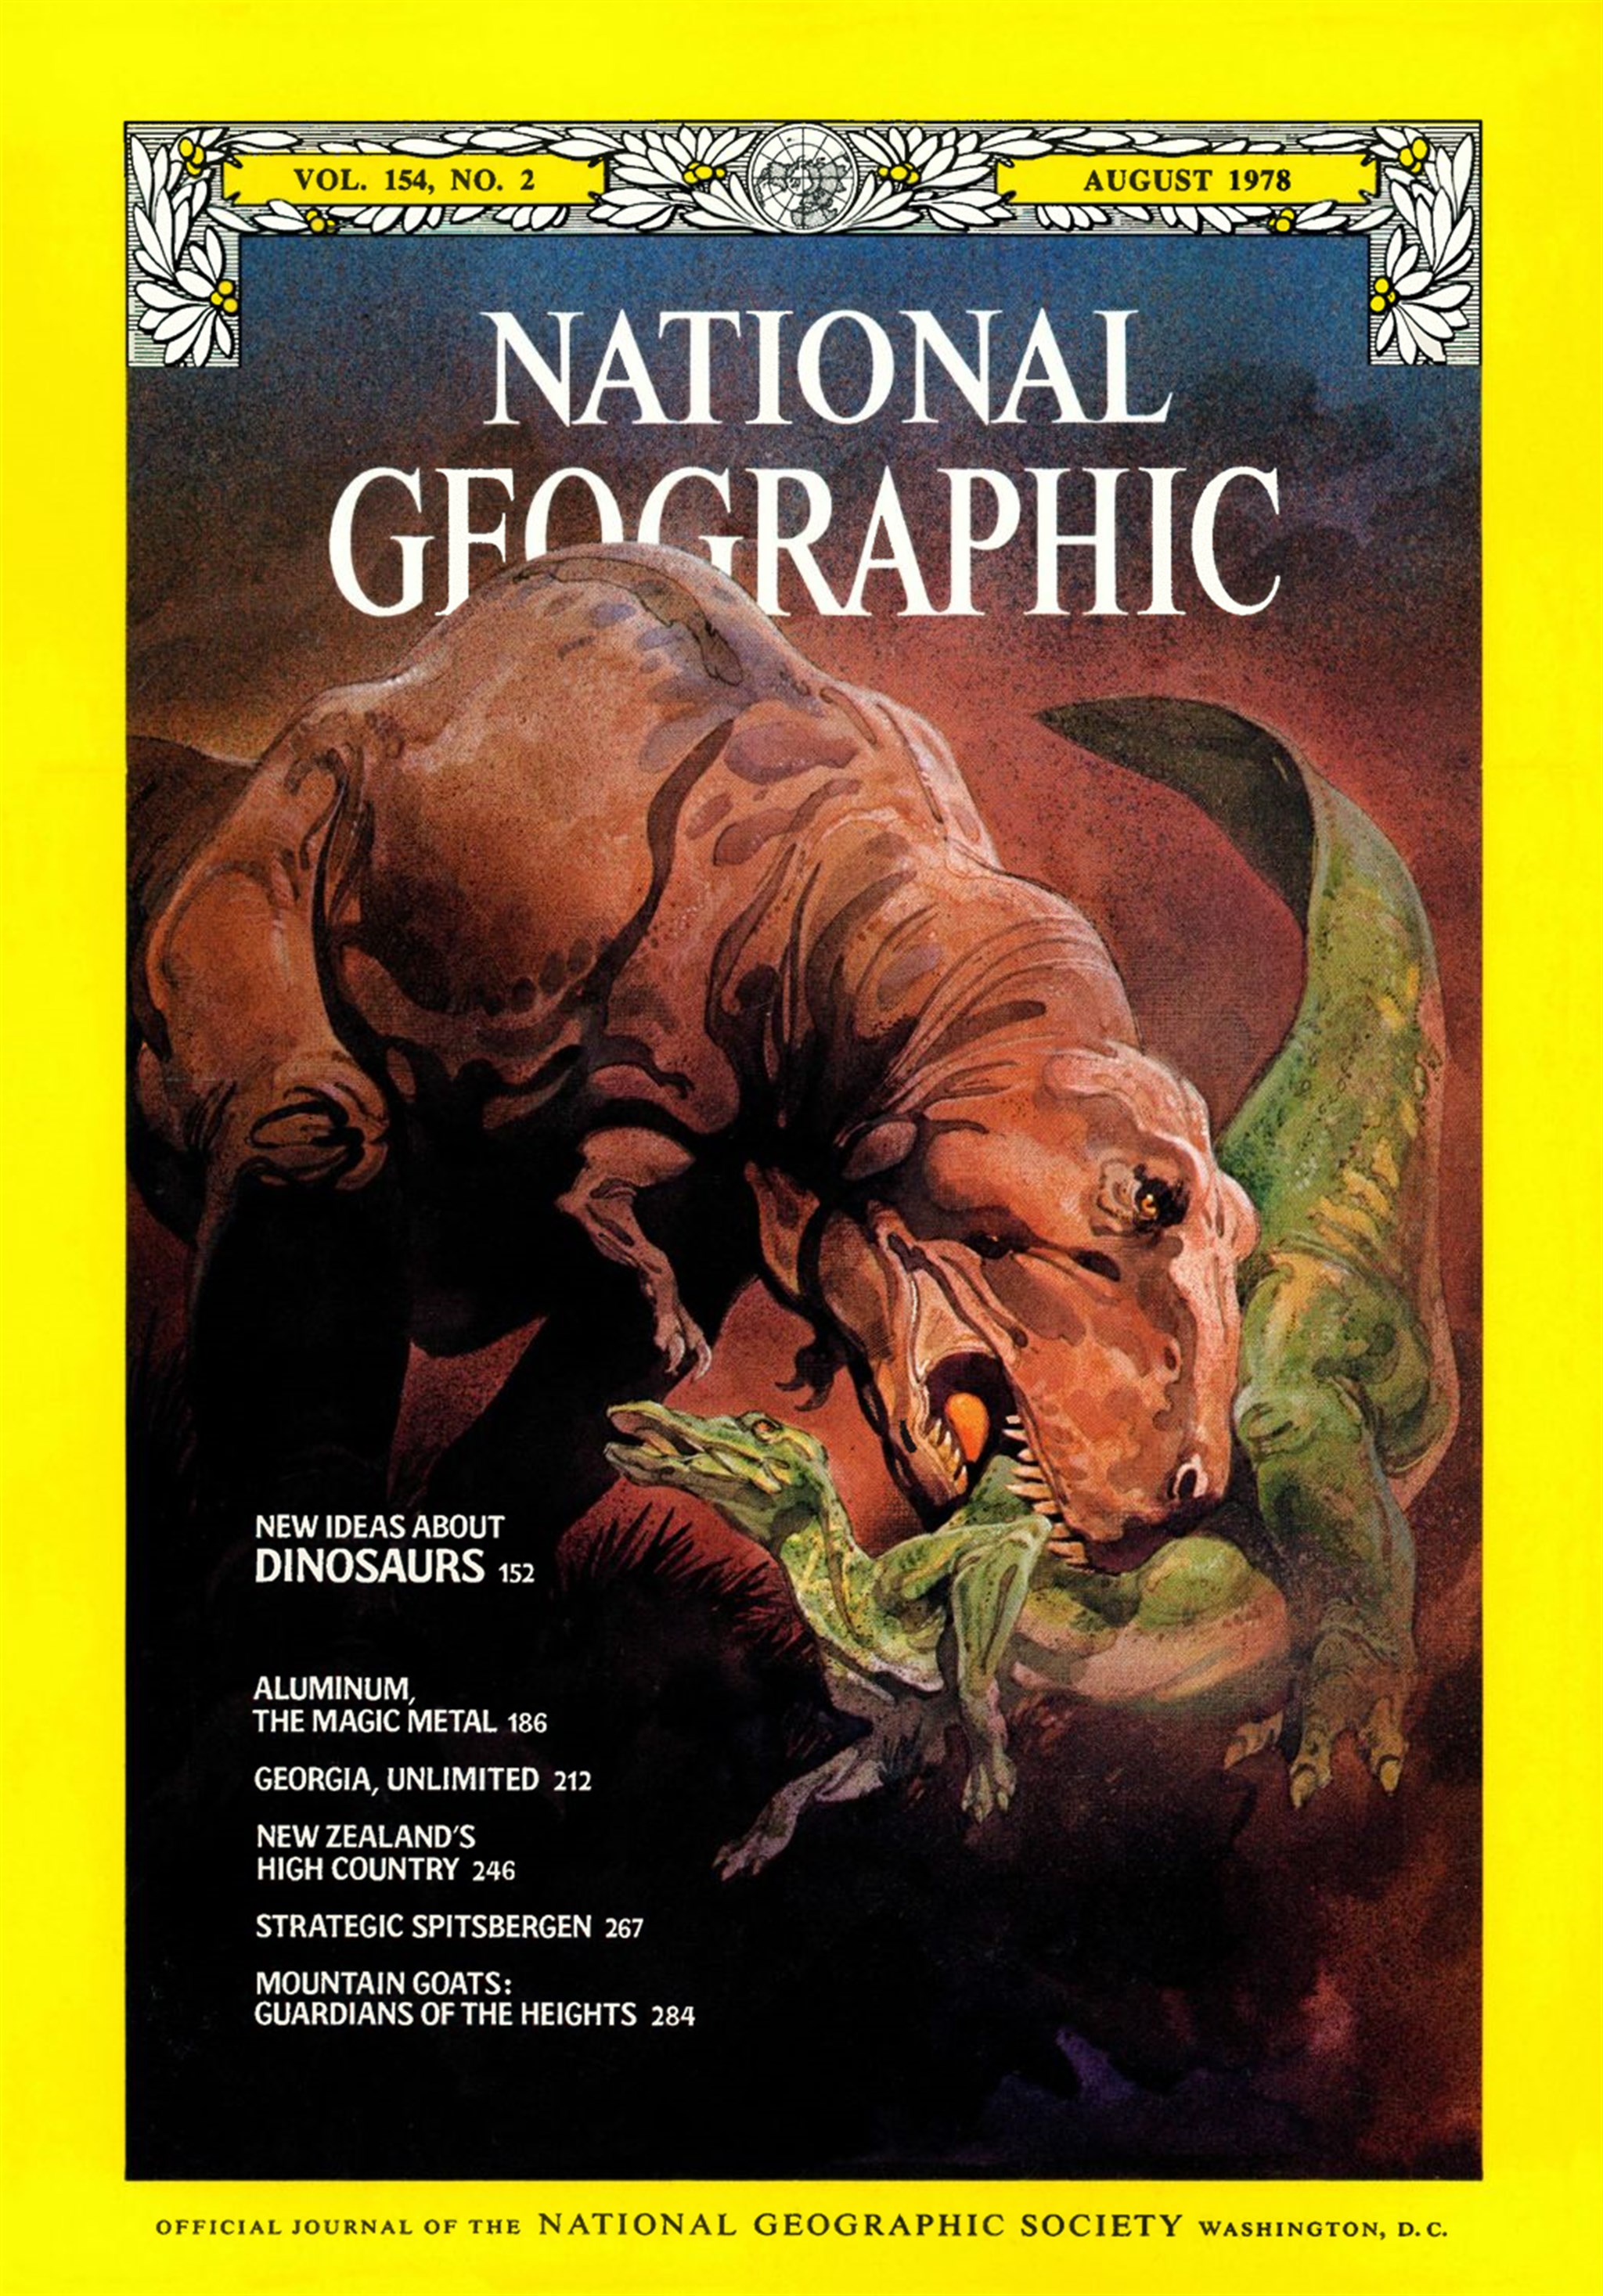 VOL. 154, NO. 2
AUGUST 1978
NATIONAL
GEOGRAPHIC
NEW IDEAS ABOUT
DINOSAURS 152
ALUMINUM,
THE MAGIC METAL 186
GEORGIA, UNLIMITED 212
NEW ZEALAND'S
HIGH COUNTRY 246
STRATEGIC SPITSBERGEN 267
MOUNTAIN GOATS:
GUARDIANS OF THE HEIGHTS 284
OFFICIAL JOURNAL OF THE NATIONAL GEOGRAPHIC SOCIETY WASHINGTON, D.C.